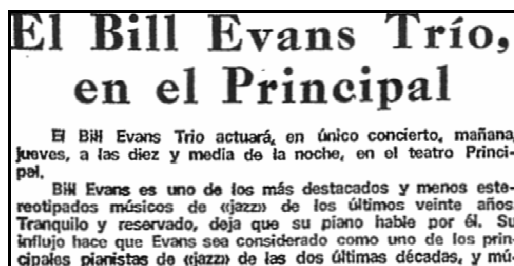 El Bill Evans Trío,
en el Principal
El Bill Evans Trio actuará, en único concierto, mañana,
jueves, a las diez y media de la noche, en el teatro Princi-
pal.
Bill Evans es uno de los más destacados y menos este-
reotipados músicos de «jazz» de los últimos veinte años.
Tranquilo y reservado, deja que su piano hable por él. Su
influjo hace que Evans sea considerado como uno de los prin-
cipales pianistas de «jazz» de las dos últimas décadas, y mú-